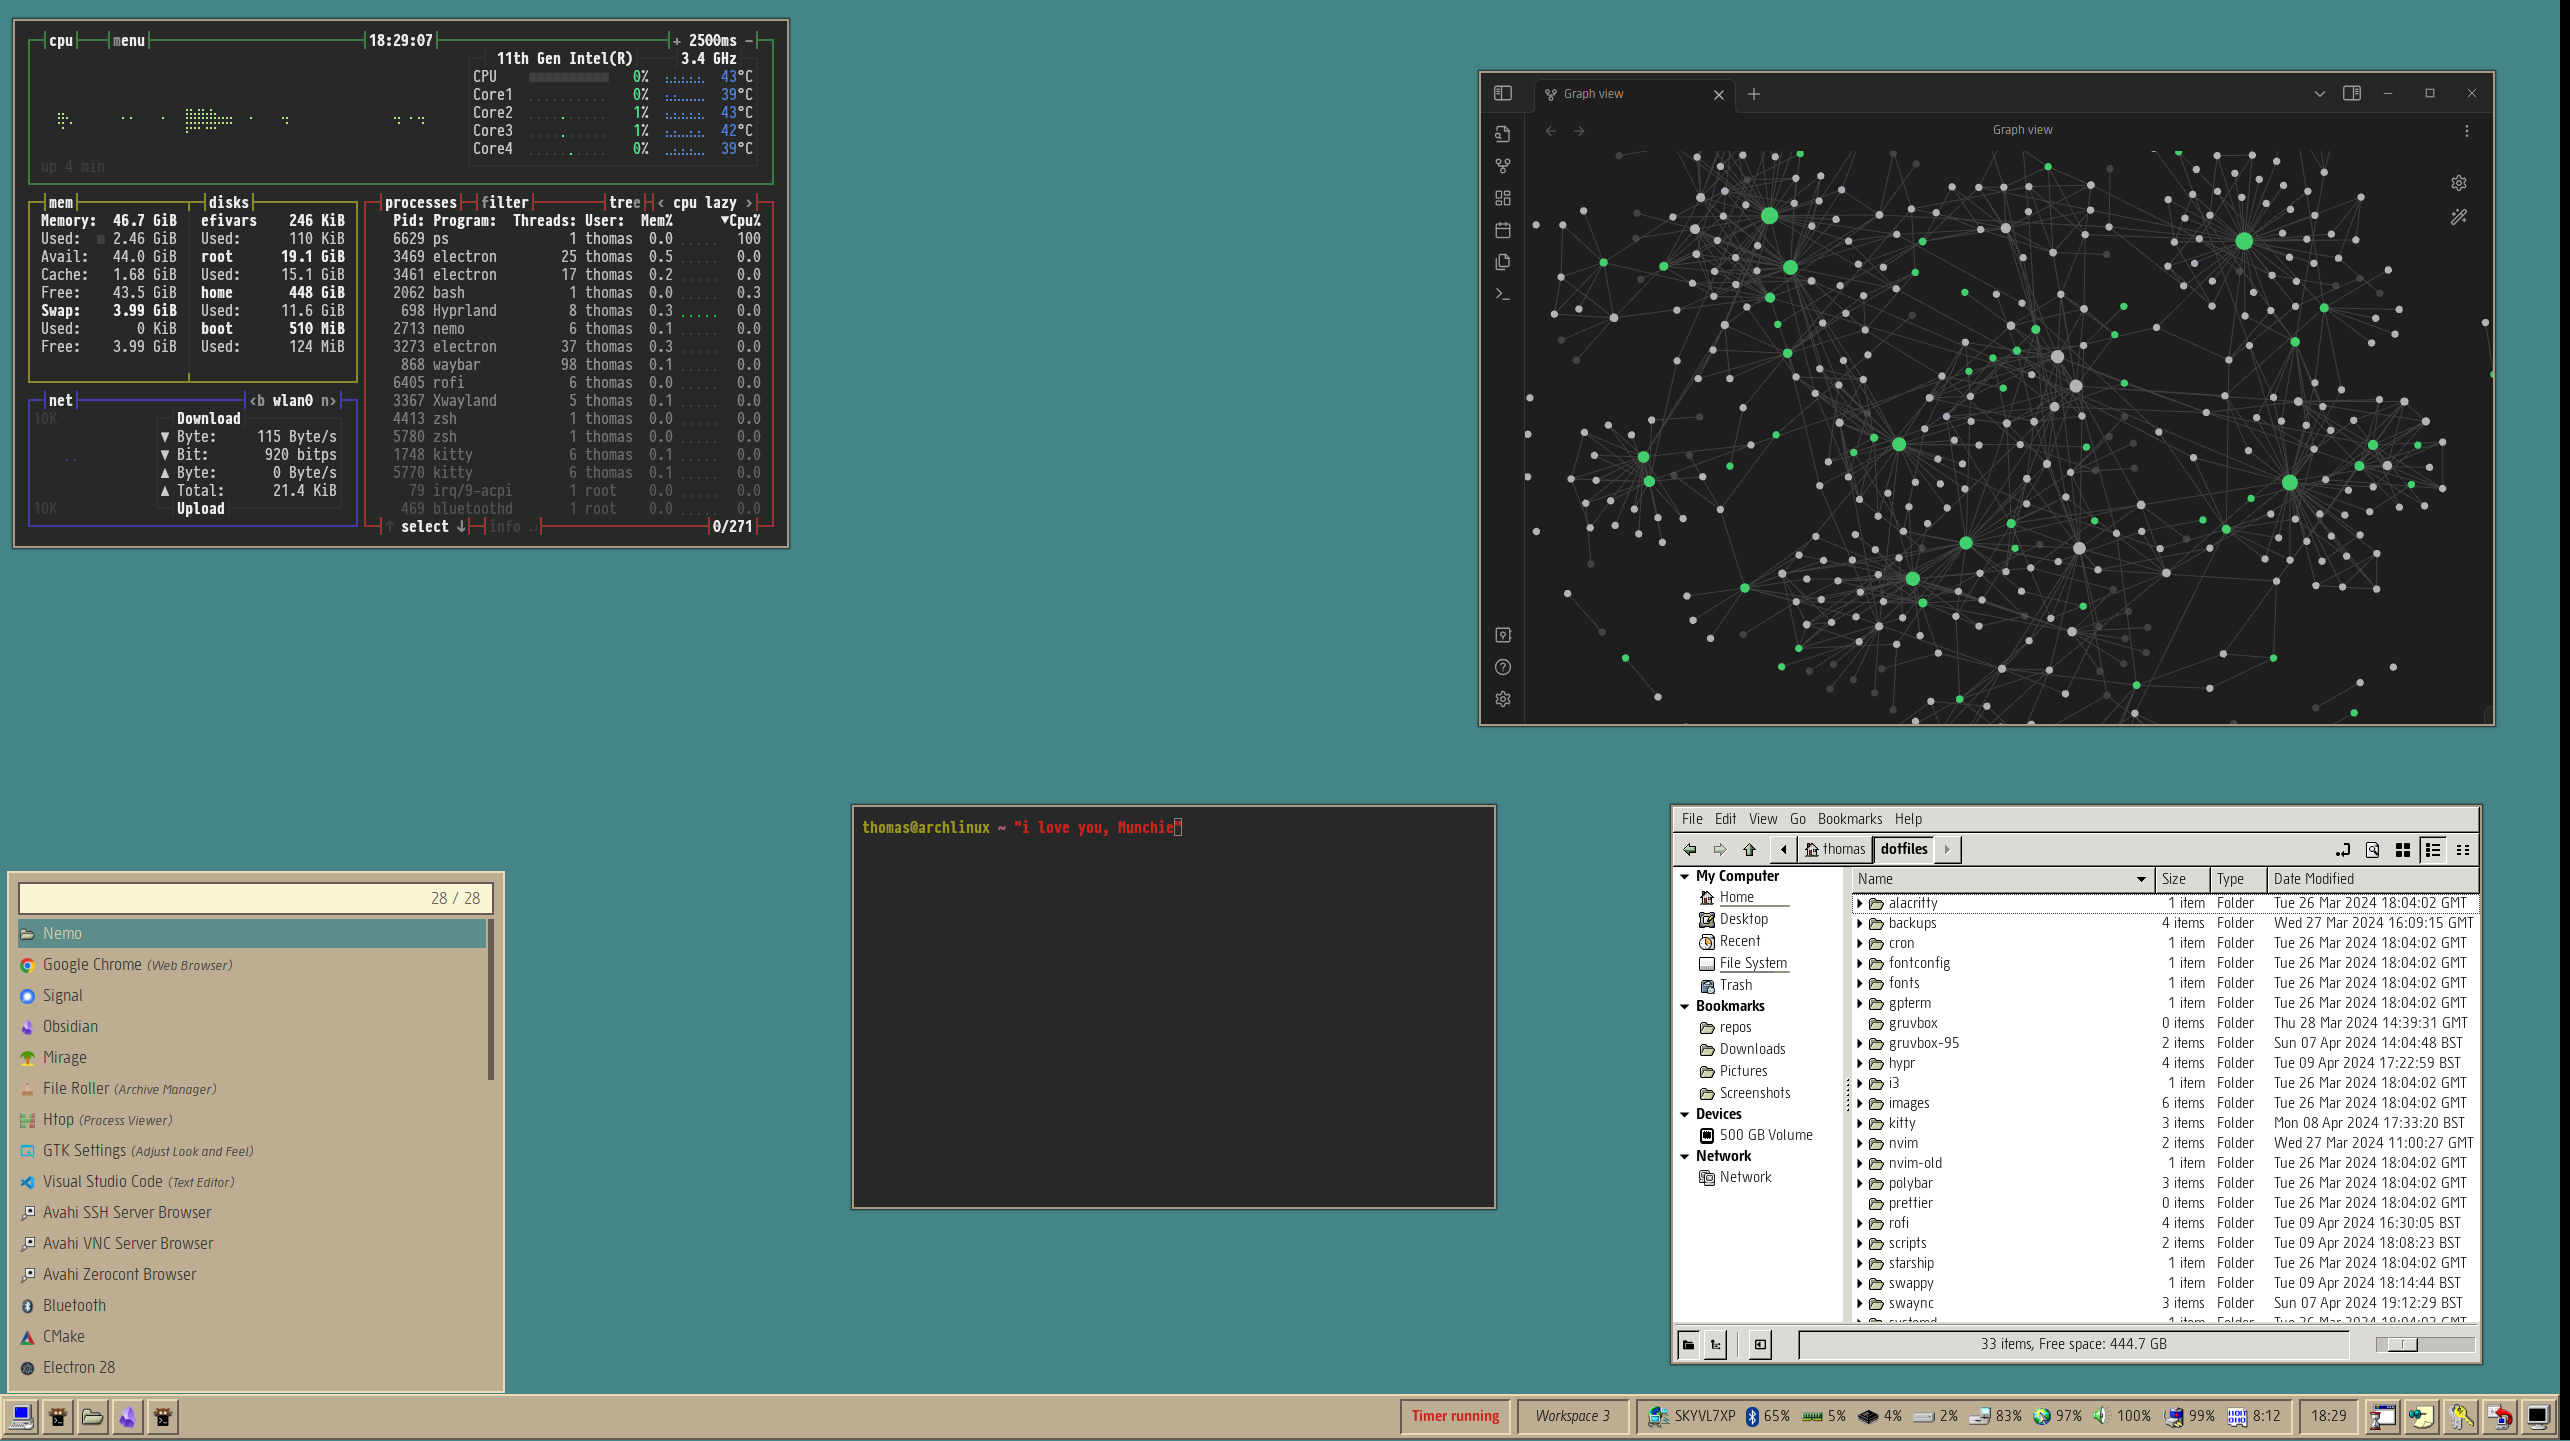 cpu menu 18:29:07 + 2500ms -
11th Gen Intel(R) 3.4 GHz
CPU 0% 43°C
Core1 0% 39°C
Core2 1% 43°C
Core3 1% 42°C
Core4 0% 39°C
up 4 min
mem disks
Memory: 46.7 GiB efivars 246 KiB
Used: 2.46 GiB Used: 110 KiB
Avail: 44.0 GiB root 19.1 GiB
Cache: 1.68 GiB Used: 15.1 GiB
Free: 43.5 GiB home 448 GiB
Swap: 3.99 GiB Used: 11.6 GiB
Used: 0 KiB boot 510 MiB
Free: 3.99 GiB Used: 124 MiB
net <b wlan0 n>
10K Download
▼ Byte: 115 Byte/s
▼ Bit: 920 bitps
▲ Byte: 0 Byte/s
▲ Total: 21.4 KiB
10K Upload
processes filter tree < cpu lazy >
Pid: Program: Threads: User: Mem% ▼Cpu%
6629 ps 1 thomas 0.0 100
3469 electron 25 thomas 0.5 0.0
3461 electron 17 thomas 0.2 0.0
2062 bash 1 thomas 0.0 0.3
698 Hyprland 8 thomas 0.3 0.0
2713 nemo 6 thomas 0.1 0.0
3273 electron 37 thomas 0.3 0.0
868 waybar 98 thomas 0.1 0.0
6405 rofi 6 thomas 0.0 0.0
3367 Xwayland 5 thomas 0.1 0.0
4413 zsh 1 thomas 0.0 0.0
5780 zsh 1 thomas 0.0 0.0
1748 kitty 6 thomas 0.1 0.0
5770 kitty 6 thomas 0.1 0.0
79 irq/9-acpi 1 root 0.0 0.0
469 bluetoothd 1 root 0.0 0.0
↑ select ↓ info ↵ 0/271
Graph view
Graph view
28 / 28
Nemo
Google Chrome (Web Browser)
Signal
Obsidian
Mirage
File Roller (Archive Manager)
Htop (Process Viewer)
GTK Settings (Adjust Look and Feel)
Visual Studio Code (Text Editor)
Avahi SSH Server Browser
Avahi VNC Server Browser
Avahi Zeroconf Browser
Bluetooth
CMake
Electron 28
thomas@archlinux ~ "i love you, Munchie"
File Edit View Go Bookmarks Help
thomas dotfiles
My Computer
Home
Desktop
Recent
File System
Trash
Bookmarks
repos
Downloads
Pictures
Screenshots
Devices
500 GB Volume
Network
Network
Name Size Type Date Modified
alacritty 1 item Folder Tue 26 Mar 2024 18:04:02 GMT
backups 4 items Folder Wed 27 Mar 2024 16:09:15 GMT
cron 1 item Folder Tue 26 Mar 2024 18:04:02 GMT
fontconfig 1 item Folder Tue 26 Mar 2024 18:04:02 GMT
fonts 1 item Folder Tue 26 Mar 2024 18:04:02 GMT
gpterm 1 item Folder Tue 26 Mar 2024 18:04:02 GMT
gruvbox 0 items Folder Thu 28 Mar 2024 14:39:31 GMT
gruvbox-95 2 items Folder Sun 07 Apr 2024 14:04:48 BST
hypr 4 items Folder Tue 09 Apr 2024 17:22:59 BST
i3 1 item Folder Tue 26 Mar 2024 18:04:02 GMT
images 6 items Folder Tue 26 Mar 2024 18:04:02 GMT
kitty 3 items Folder Mon 08 Apr 2024 17:33:20 BST
nvim 2 items Folder Wed 27 Mar 2024 11:00:27 GMT
nvim-old 1 item Folder Tue 26 Mar 2024 18:04:02 GMT
polybar 3 items Folder Tue 26 Mar 2024 18:04:02 GMT
prettier 0 items Folder Tue 26 Mar 2024 18:04:02 GMT
rofi 4 items Folder Tue 09 Apr 2024 16:30:05 BST
scripts 2 items Folder Tue 09 Apr 2024 18:08:23 BST
starship 1 item Folder Tue 26 Mar 2024 18:04:02 GMT
swappy 1 item Folder Tue 09 Apr 2024 18:14:44 BST
swaync 3 items Folder Sun 07 Apr 2024 19:12:29 BST
33 items, Free space: 444.7 GB
Timer running Workspace 3 SKYVL7XP 65% 5% 4% 2% 83% 97% 100% 99% 8:12 18:29